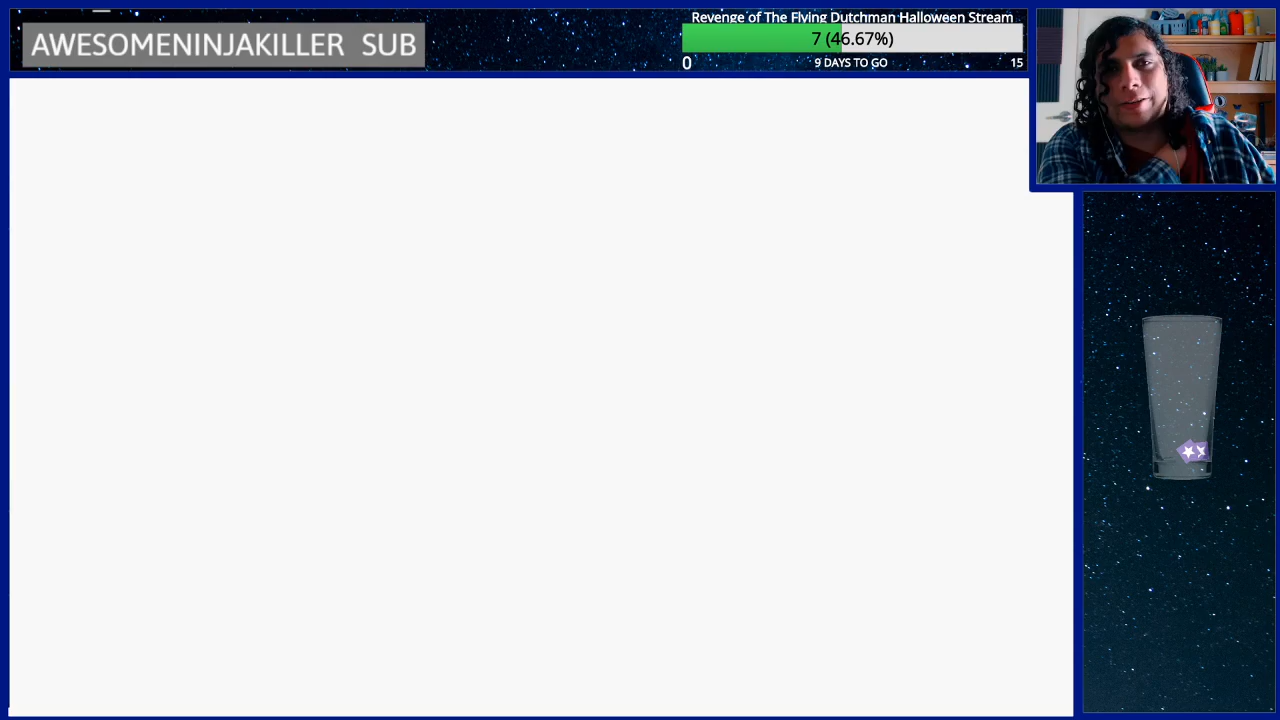 AWESOMENINJAKILLER SUB
Revenge of The Flying Dutchman Halloween Stream
7 (46.67%)
0
9 DAYS TO GO
15